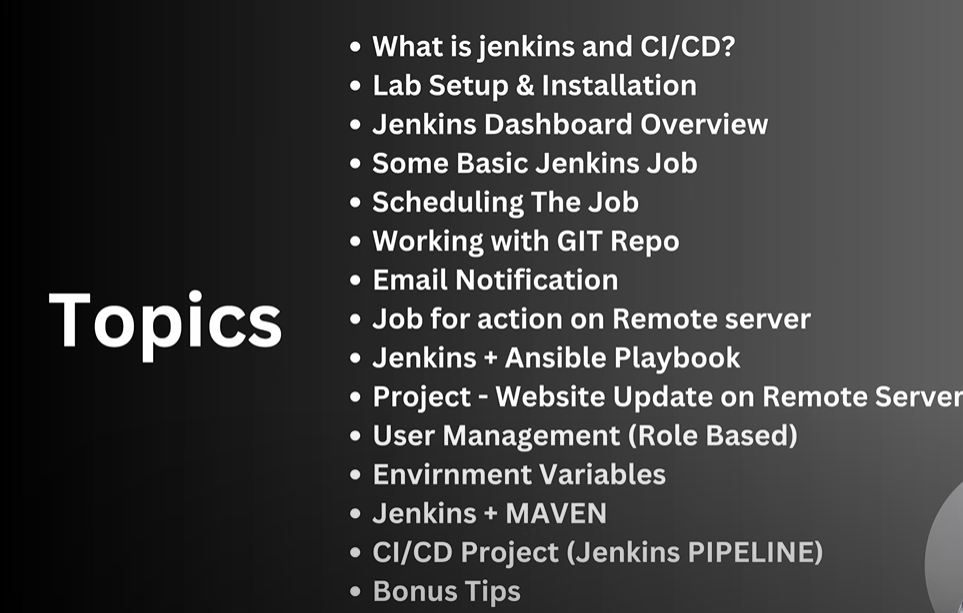 Topics
• What is jenkins and CI/CD?
• Lab Setup & Installation
• Jenkins Dashboard Overview
• Some Basic Jenkins Job
• Scheduling The Job
• Working with GIT Repo
• Email Notification
• Job for action on Remote server
• Jenkins + Ansible Playbook
• Project - Website Update on Remote Server
• User Management (Role Based)
• Envirnment Variables
• Jenkins + MAVEN
• CI/CD Project (Jenkins PIPELINE)
• Bonus Tips